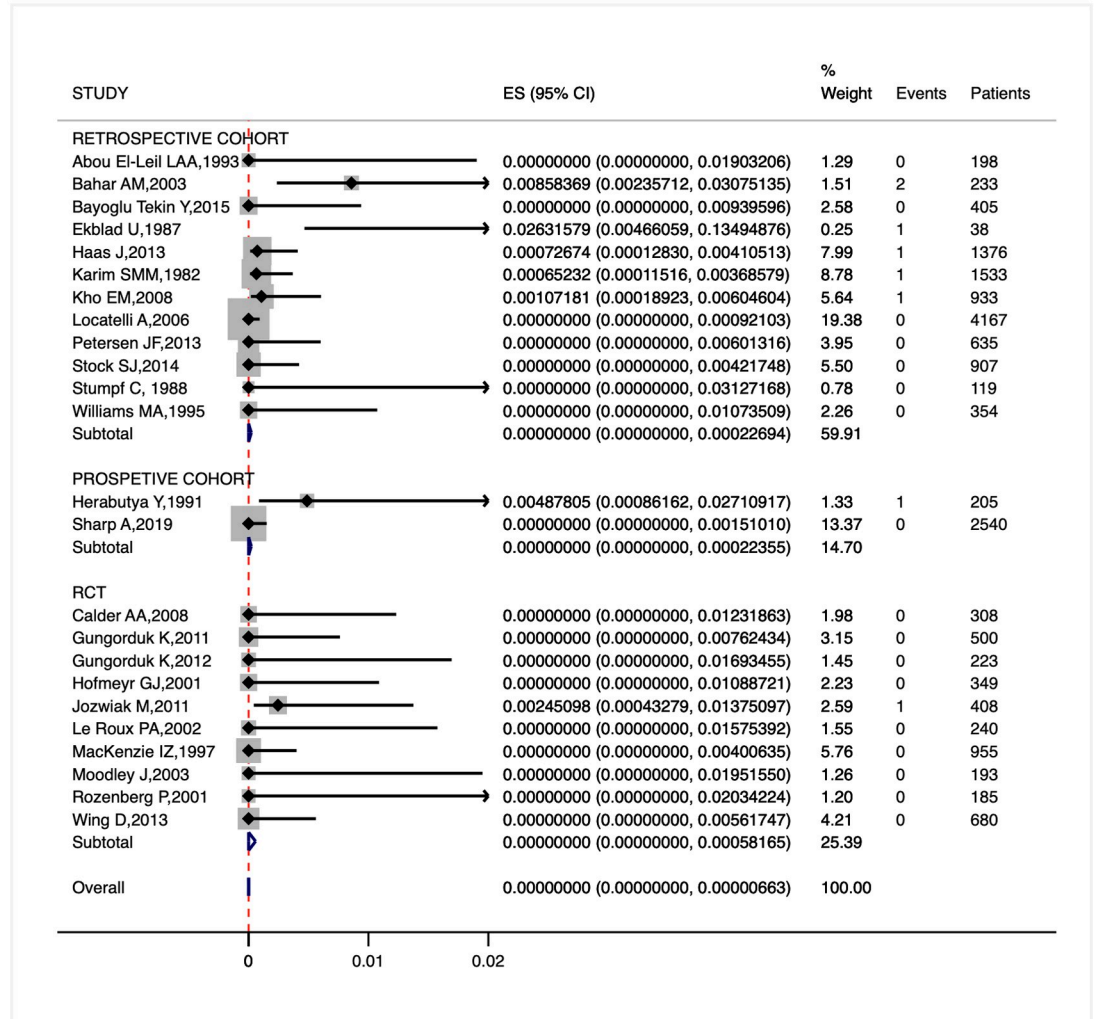 %
STUDY ES (95% CI) Weight Events Patients
RETROSPECTIVE COHORT
Abou El-Leil LAA,1993 0.00000000 (0.00000000, 0.01903206) 1.29 0 198
Bahar AM,2003 0.00858369 (0.00235712, 0.03075135) 1.51 2 233
Bayoglu Tekin Y,2015 0.00000000 (0.00000000, 0.00939596) 2.58 0 405
Ekblad U,1987 0.02631579 (0.00466059, 0.13494876) 0.25 1 38
Haas J,2013 0.00072674 (0.00012830, 0.00410513) 7.99 1 1376
Karim SMM,1982 0.00065232 (0.00011516, 0.00368579) 8.78 1 1533
Kho EM,2008 0.00107181 (0.00018923, 0.00604604) 5.64 1 933
Locatelli A,2006 0.00000000 (0.00000000, 0.00092103) 19.38 0 4167
Petersen JF,2013 0.00000000 (0.00000000, 0.00601316) 3.95 0 635
Stock SJ,2014 0.00000000 (0.00000000, 0.00421748) 5.50 0 907
Stumpf C, 1988 0.00000000 (0.00000000, 0.03127168) 0.78 0 119
Williams MA,1995 0.00000000 (0.00000000, 0.01073509) 2.26 0 354
Subtotal 0.00000000 (0.00000000, 0.00022694) 59.91
PROSPETIVE COHORT
Herabutya Y,1991 0.00487805 (0.00086162, 0.02710917) 1.33 1 205
Sharp A,2019 0.00000000 (0.00000000, 0.00151010) 13.37 0 2540
Subtotal 0.00000000 (0.00000000, 0.00022355) 14.70
RCT
Calder AA,2008 0.00000000 (0.00000000, 0.01231863) 1.98 0 308
Gungorduk K,2011 0.00000000 (0.00000000, 0.00762434) 3.15 0 500
Gungorduk K,2012 0.00000000 (0.00000000, 0.01693455) 1.45 0 223
Hofmeyr GJ,2001 0.00000000 (0.00000000, 0.01088721) 2.23 0 349
Jozwiak M,2011 0.00245098 (0.00043279, 0.01375097) 2.59 1 408
Le Roux PA,2002 0.00000000 (0.00000000, 0.01575392) 1.55 0 240
MacKenzie IZ,1997 0.00000000 (0.00000000, 0.00400635) 5.76 0 955
Moodley J,2003 0.00000000 (0.00000000, 0.01951550) 1.26 0 193
Rozenberg P,2001 0.00000000 (0.00000000, 0.02034224) 1.20 0 185
Wing D,2013 0.00000000 (0.00000000, 0.00561747) 4.21 0 680
Subtotal 0.00000000 (0.00000000, 0.00058165) 25.39
Overall 0.00000000 (0.00000000, 0.00000663) 100.00
0 0.01 0.02